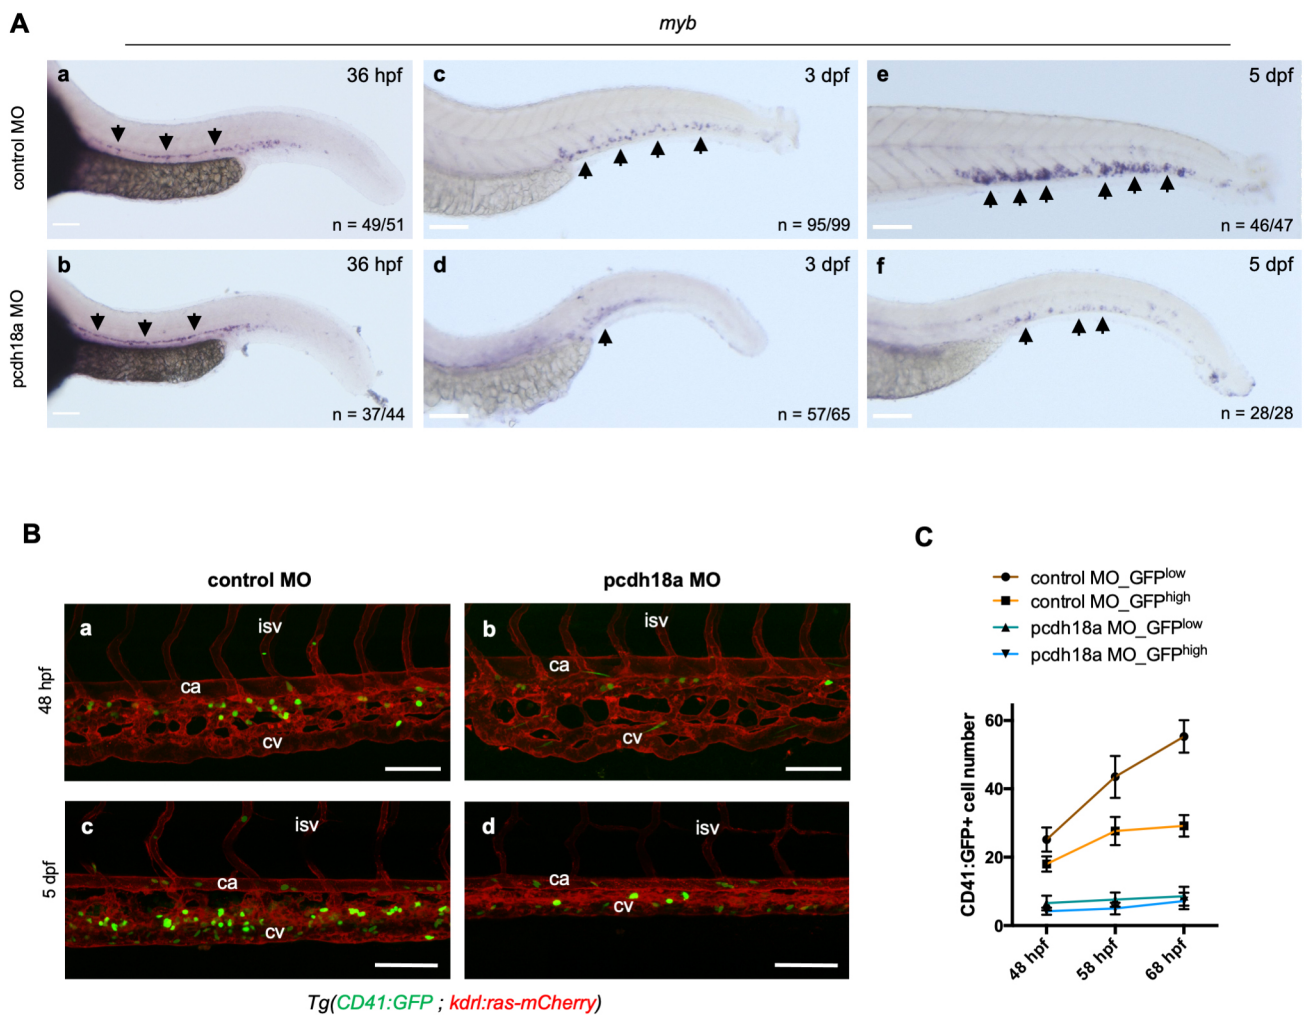 A
myb
control MO
a
36 hpf
n = 49/51
c
3 dpf
n = 95/99
e
5 dpf
n = 46/47
pcdh18a MO
b
36 hpf
n = 37/44
d
3 dpf
n = 57/65
f
5 dpf
n = 28/28
B
control MO
pcdh18a MO
48 hpf
a
isv
ca
cv
b
isv
ca
cv
5 dpf
c
isv
ca
cv
d
isv
ca
cv
Tg(CD41:GFP ; kdrl:ras-mCherry)
C
control MO_GFPlow
control MO_GFPhigh
pcdh18a MO_GFPlow
pcdh18a MO_GFPhigh
CD41:GFP+ cell number
60
40
20
0
48 hpf
58 hpf
68 hpf